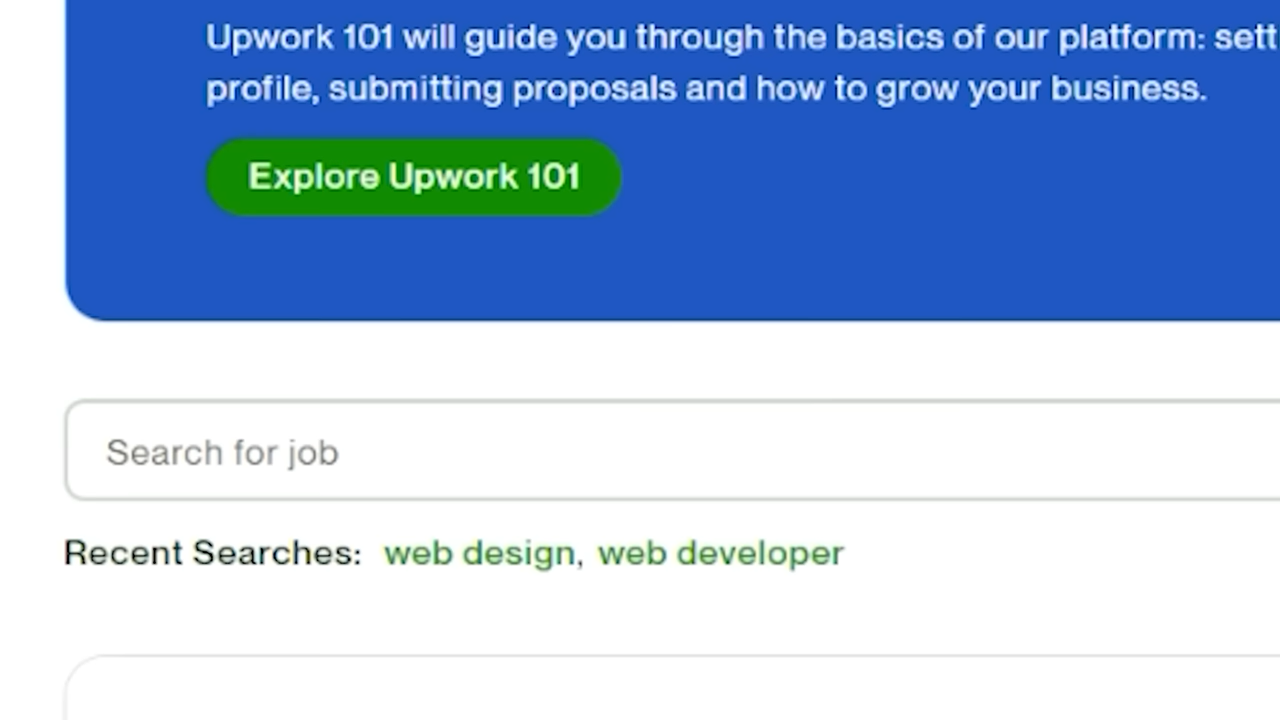 Upwork 101 will guide you through the basics of our platform: sett
profile, submitting proposals and how to grow your business.
Explore Upwork 101
Search for job
Recent Searches: web design, web developer